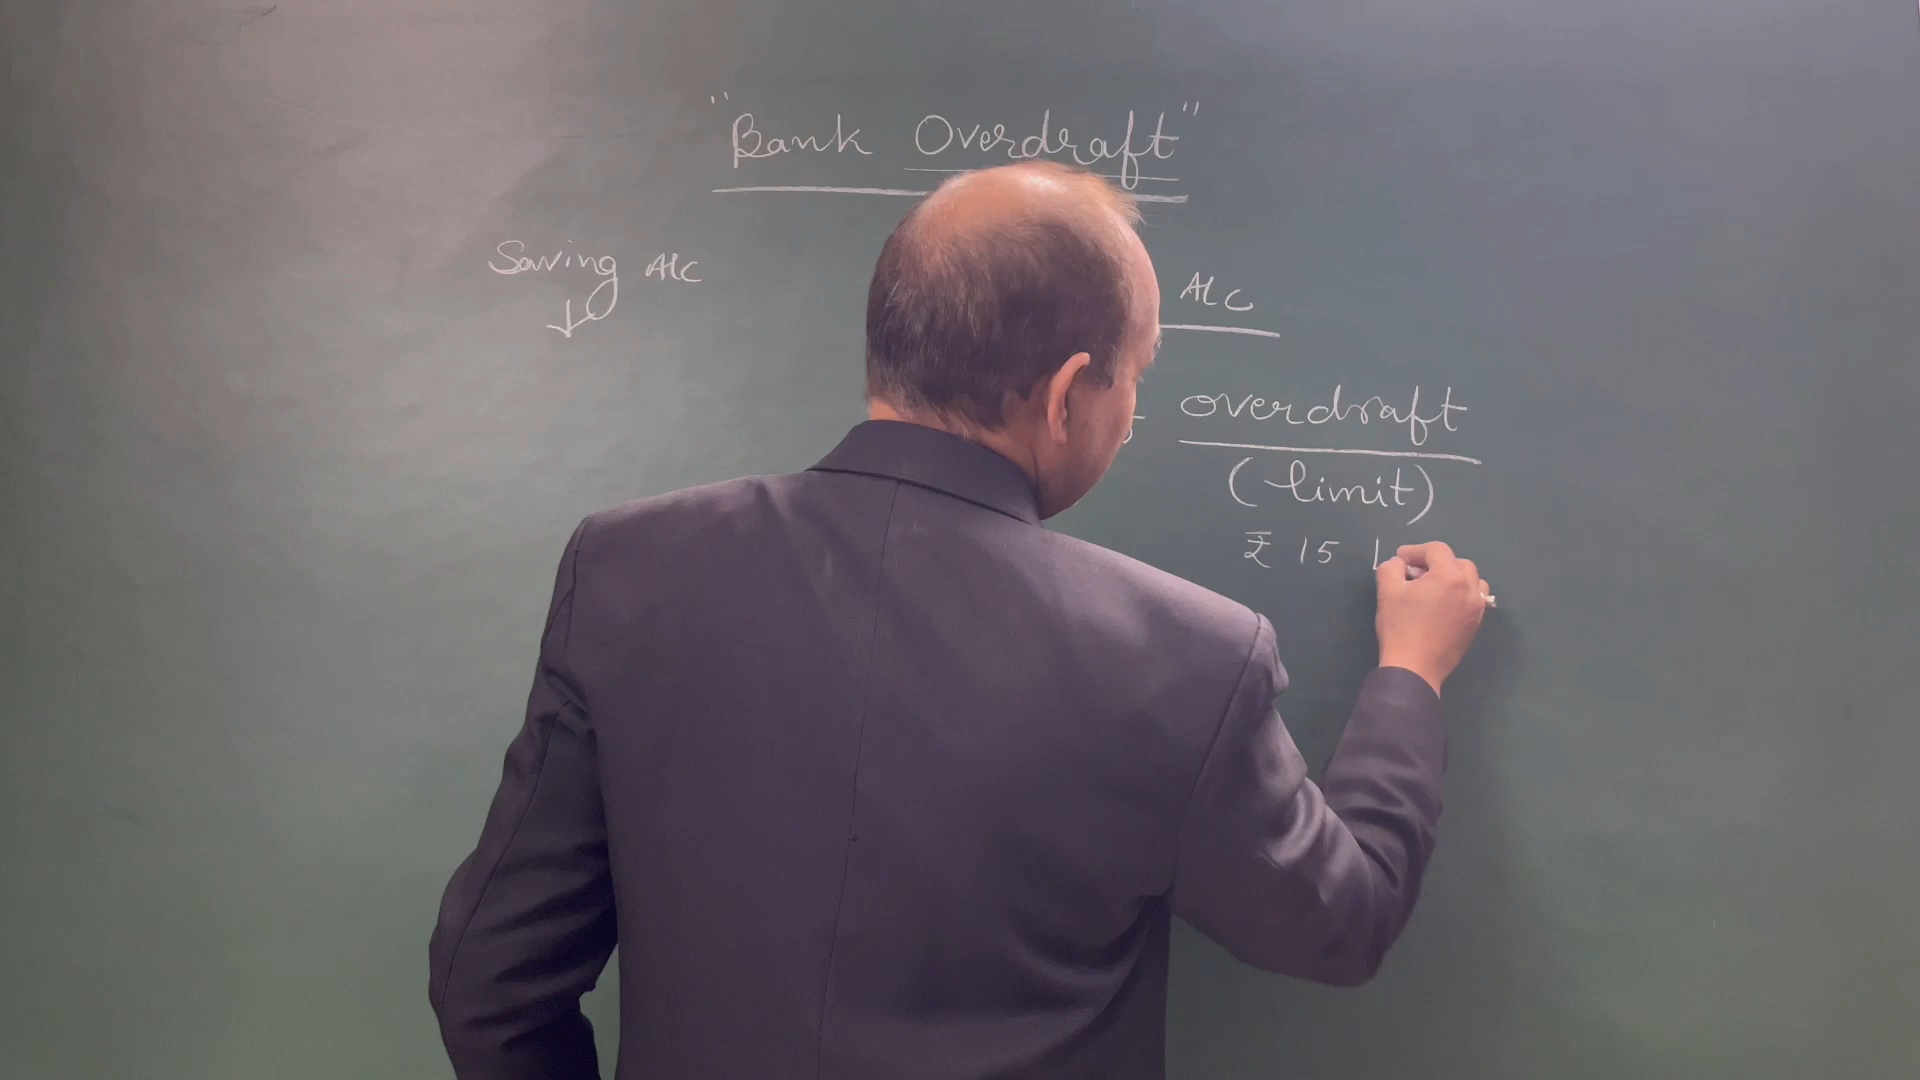 "Bank Overdraft"
Saving A/C
A/C
overdraft
(limit)
₹ 15